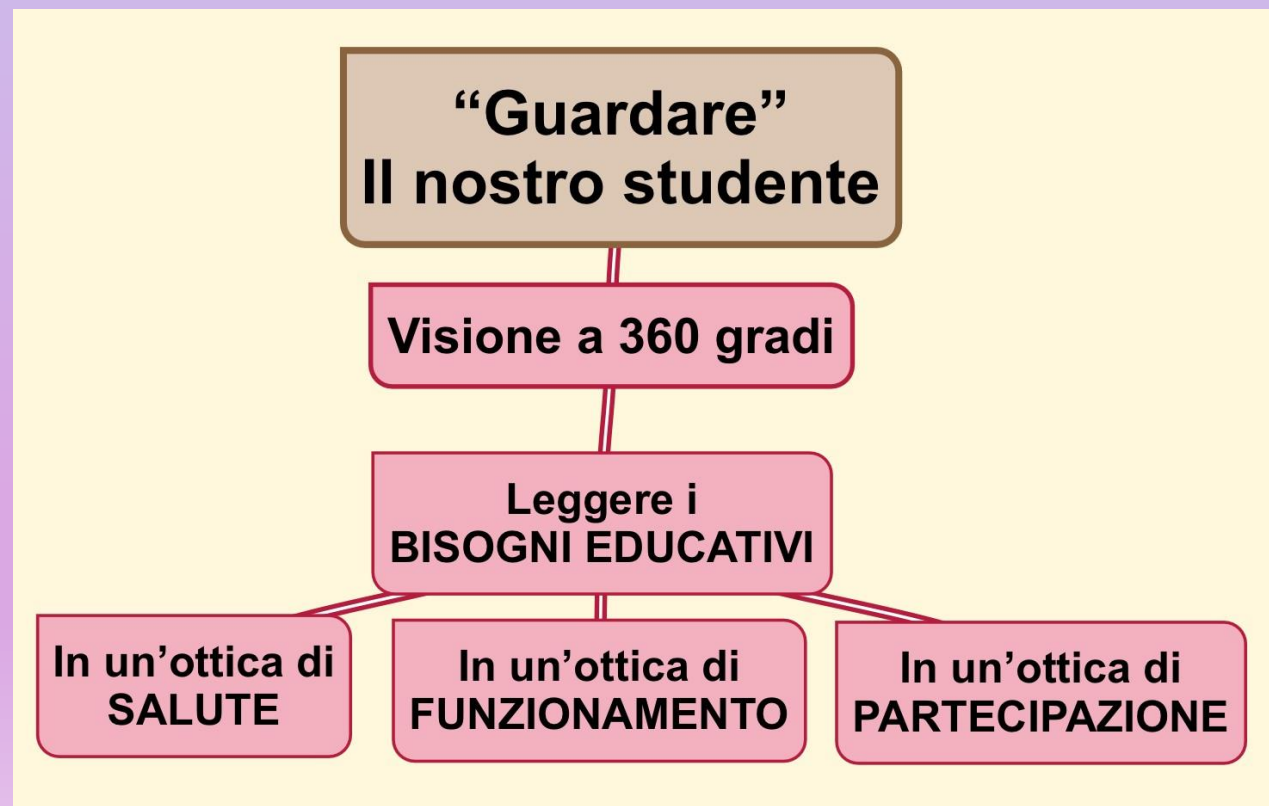 “Guardare”
Il nostro studente
Visione a 360 gradi
Leggere i
BISOGNI EDUCATIVI
In un’ottica di
SALUTE
In un’ottica di
FUNZIONAMENTO
In un’ottica di
PARTECIPAZIONE